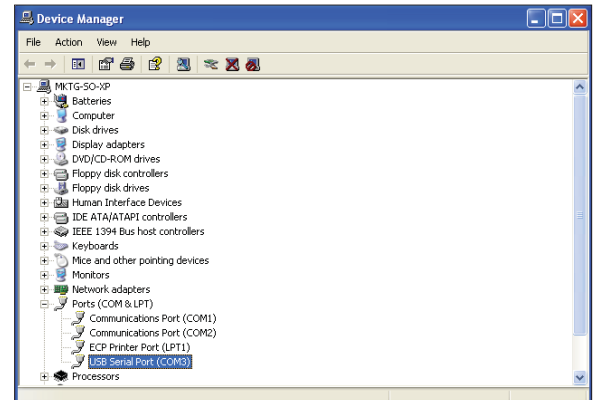 Device Manager
File Action View Help
MKTG-SO-XP
Batteries
Computer
Disk drives
Display adapters
DVD/CD-ROM drives
Floppy disk controllers
Floppy disk drives
Human Interface Devices
IDE ATA/ATAPI controllers
IEEE 1394 Bus host controllers
Keyboards
Mice and other pointing devices
Monitors
Network adapters
Ports (COM & LPT)
Communications Port (COM1)
Communications Port (COM2)
ECP Printer Port (LPT1)
USB Serial Port (COM3)
Processors